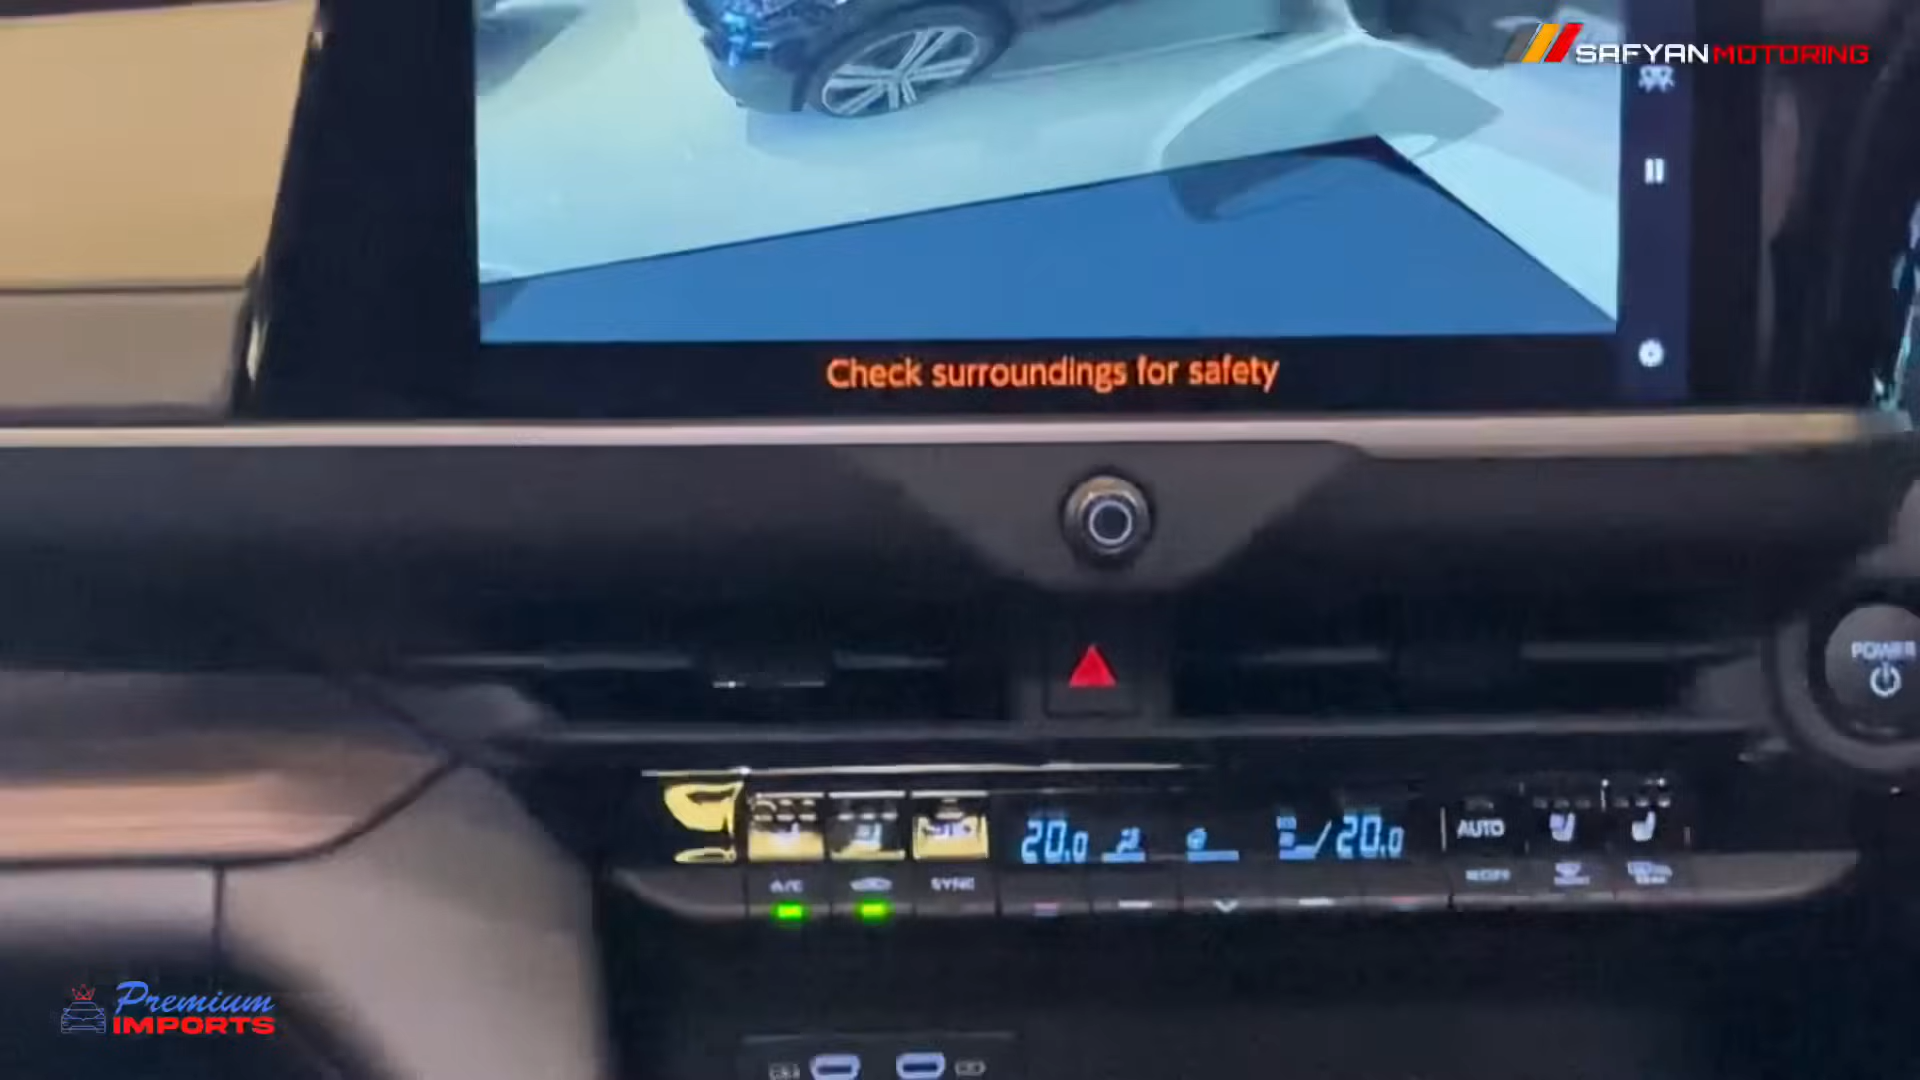 SAFYAN MOTORING
Check surroundings for safety
POWER
20.0
20.0
AUTO
A/C
SYNC
Premium
IMPORTS